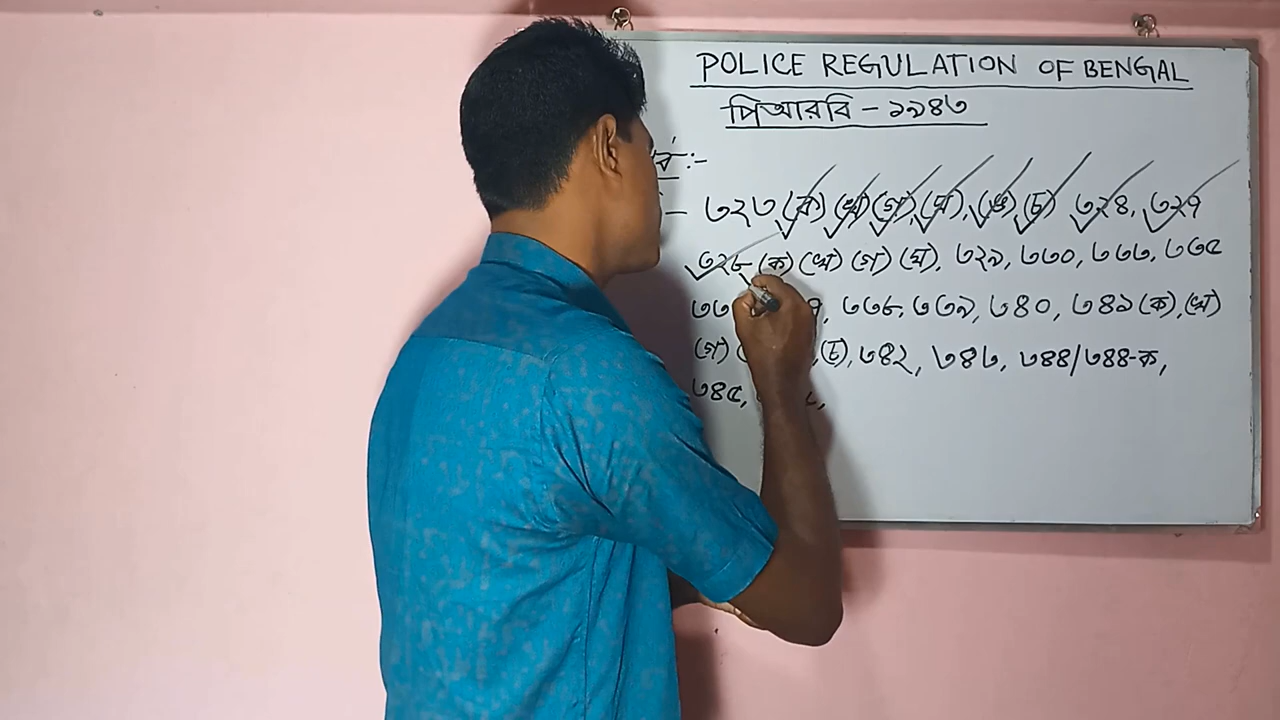 POLICE REGULATION OF BENGAL
পিআরবি - ১৯৪৩
:-
- ৩২৩ (ক) (খ) (গ) (ঘ), (ঙ) (চ) ৩২৪, ৩২৭
৩২৮ (ক) (খ) (গ) (ঘ), ৩২৯, ৩৩০, ৩৩৩, ৩৩৫
৩৩৮, ৩৩৯, ৩৪০, ৩৪১ (ক), (খ)
(গ) (চ), ৩৪২, ৩৪৩, ৩৪৪/৩৪৪-ক,
৩৪৫,